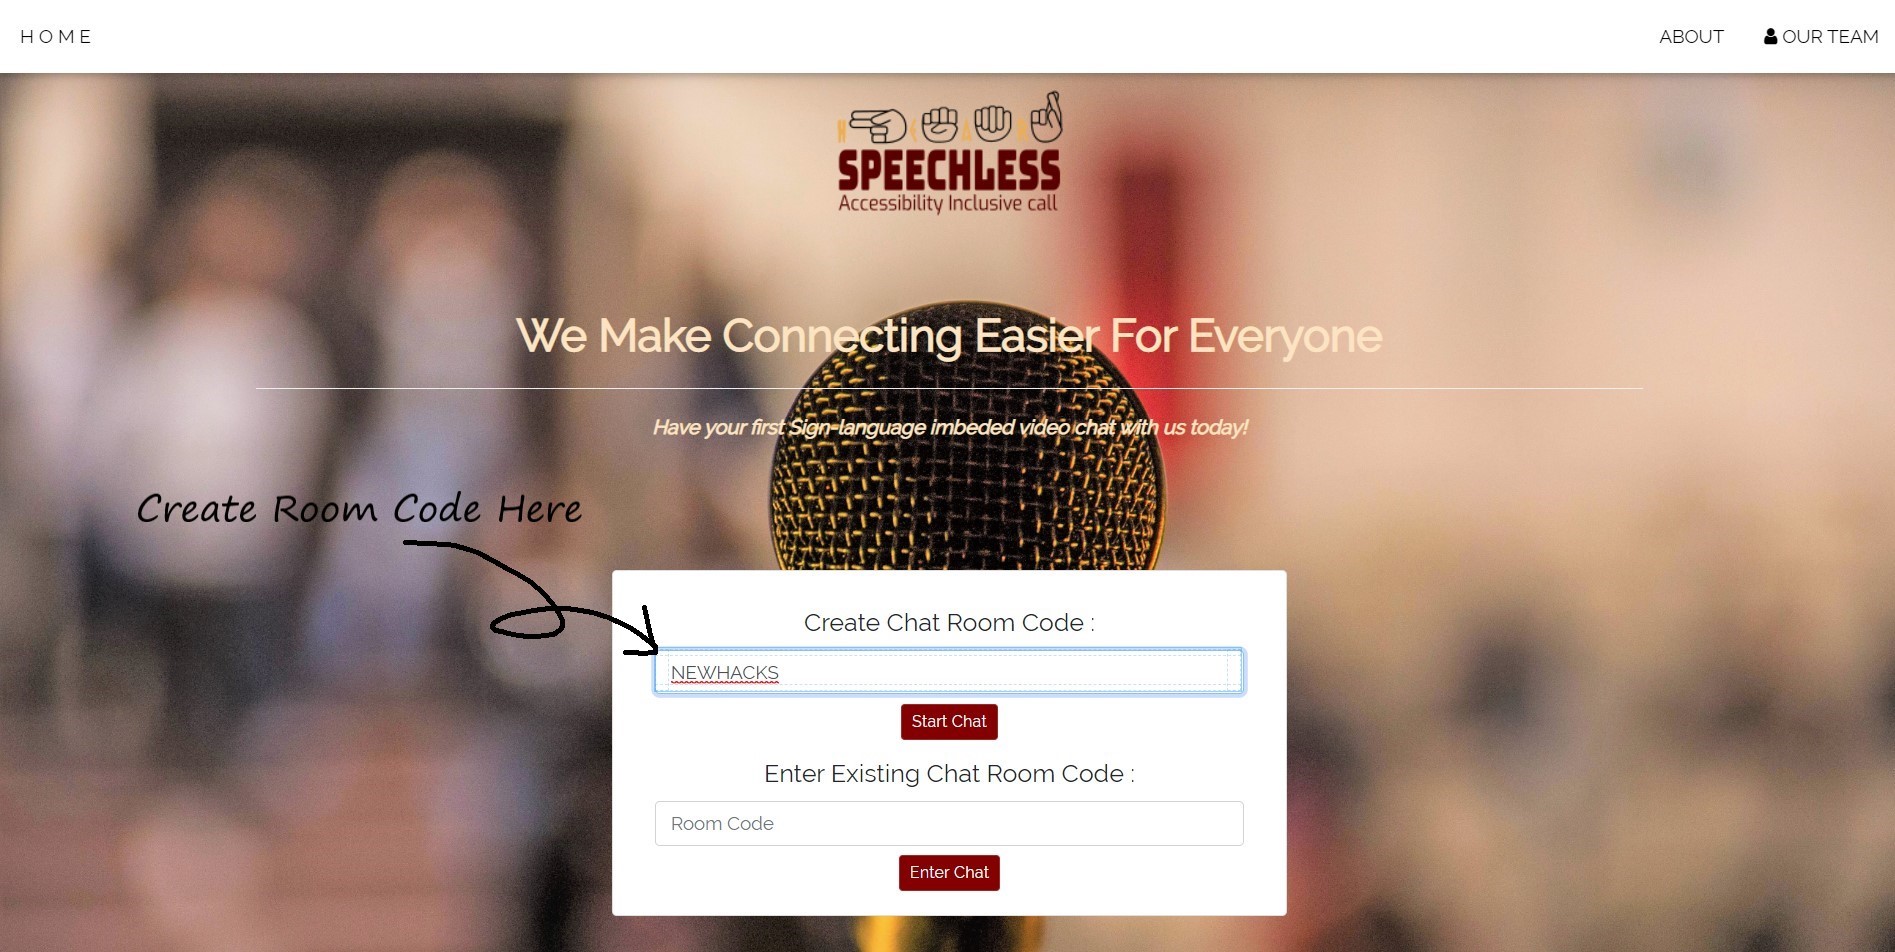 HOME
ABOUT
OUR TEAM
H E A R
SPEECHLESS
Accessibility Inclusive call
We Make Connecting Easier For Everyone
Have your first Sign-language imbeded video chat with us today!
Create Room Code Here
Create Chat Room Code :
NEWHACKS
Start Chat
Enter Existing Chat Room Code :
Room Code
Enter Chat